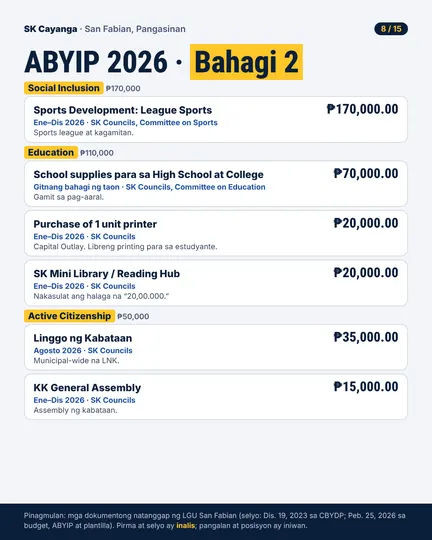 SK Cayanga · San Fabian, Pangasinan
8 / 15
ABYIP 2026 · Bahagi 2
Social Inclusion ₱170,000
Sports Development: League Sports ₱170,000.00
Ene–Dis 2026 · SK Councils, Committee on Sports
Sports league at kagamitan.
Education ₱110,000
School supplies para sa High School at College ₱70,000.00
Gitnang bahagi ng taon · SK Councils, Committee on Education
Gamit sa pag-aaral.
Purchase of 1 unit printer ₱20,000.00
Ene–Dis 2026 · SK Councils
Capital Outlay. Libreng printing para sa estudyante.
SK Mini Library / Reading Hub ₱20,000.00
Ene–Dis 2026 · SK Councils
Nakasulat ang halaga na “20,00.000.”
Active Citizenship ₱50,000
Linggo ng Kabataan ₱35,000.00
Agosto 2026 · SK Councils
Municipal-wide na LNK.
KK General Assembly ₱15,000.00
Ene–Dis 2026 · SK Councils
Assembly ng kabataan.
Pinagmulan: mga dokumentong natanggap ng LGU San Fabian (selyo: Dis. 19, 2023 sa CBYDP; Peb. 25, 2026 sa
budget, ABYIP at plantilla). Pirma at selyo ay inalis; pangalan at posisyon ay iniwan.